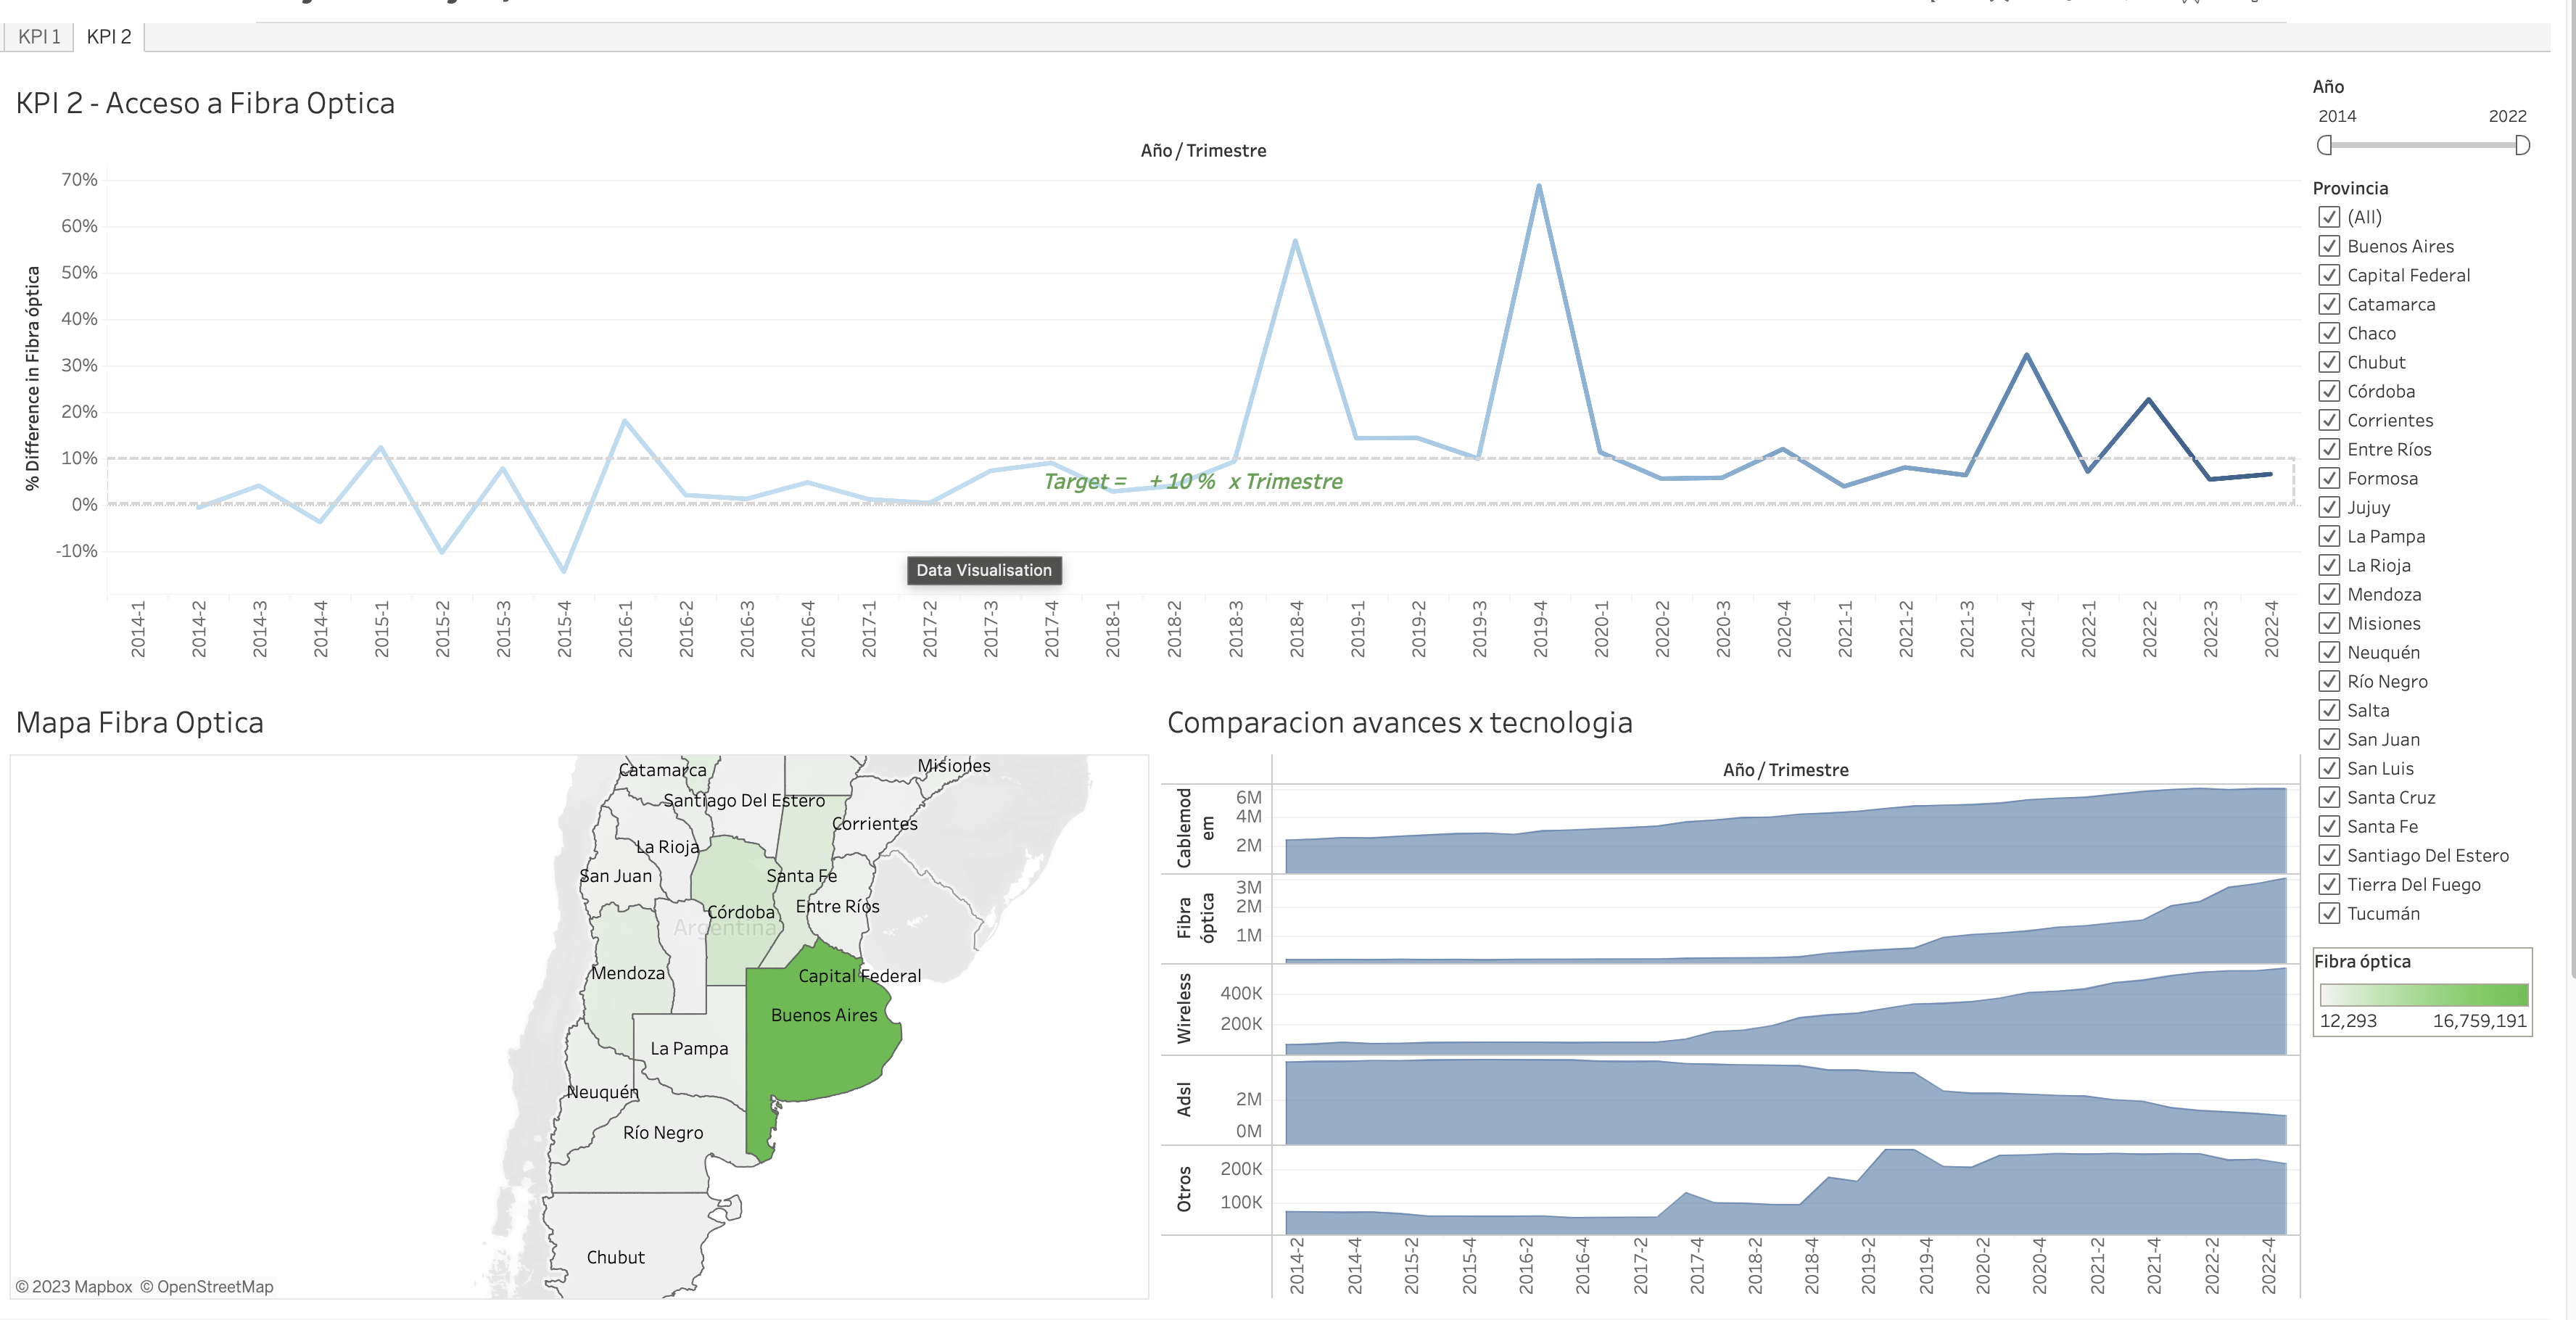 KPI 1
KPI 2
KPI 2 - Acceso a Fibra Optica
Año / Trimestre
% Difference in Fibra óptica
70%
60%
50%
40%
30%
20%
10%
0%
-10%
Target = + 10 % x Trimestre
Data Visualisation
2014-1
2014-2
2014-3
2014-4
2015-1
2015-2
2015-3
2015-4
2016-1
2016-2
2016-3
2016-4
2017-1
2017-2
2017-3
2017-4
2018-1
2018-2
2018-3
2018-4
2019-1
2019-2
2019-3
2019-4
2020-1
2020-2
2020-3
2020-4
2021-1
2021-2
2021-3
2021-4
2022-1
2022-2
2022-3
2022-4
Mapa Fibra Optica
Catamarca
Misiones
Santiago Del Estero
Corrientes
La Rioja
San Juan
Santa Fe
Entre Ríos
Córdoba
Argentina
Mendoza
Capital Federal
Buenos Aires
La Pampa
Neuquén
Río Negro
Chubut
© 2023 Mapbox © OpenStreetMap
Comparacion avances x tecnologia
Año / Trimestre
Cablemod
em
6M
4M
2M
Fibra
óptica
3M
2M
1M
Wireless
400K
200K
Adsl
2M
0M
Otros
200K
100K
2014-2
2014-4
2015-2
2015-4
2016-2
2016-4
2017-2
2017-4
2018-2
2018-4
2019-2
2019-4
2020-2
2020-4
2021-2
2021-4
2022-2
2022-4
Año
2014
2022
Provincia
(All)
Buenos Aires
Capital Federal
Catamarca
Chaco
Chubut
Córdoba
Corrientes
Entre Ríos
Formosa
Jujuy
La Pampa
La Rioja
Mendoza
Misiones
Neuquén
Río Negro
Salta
San Juan
San Luis
Santa Cruz
Santa Fe
Santiago Del Estero
Tierra Del Fuego
Tucumán
Fibra óptica
12,293
16,759,191